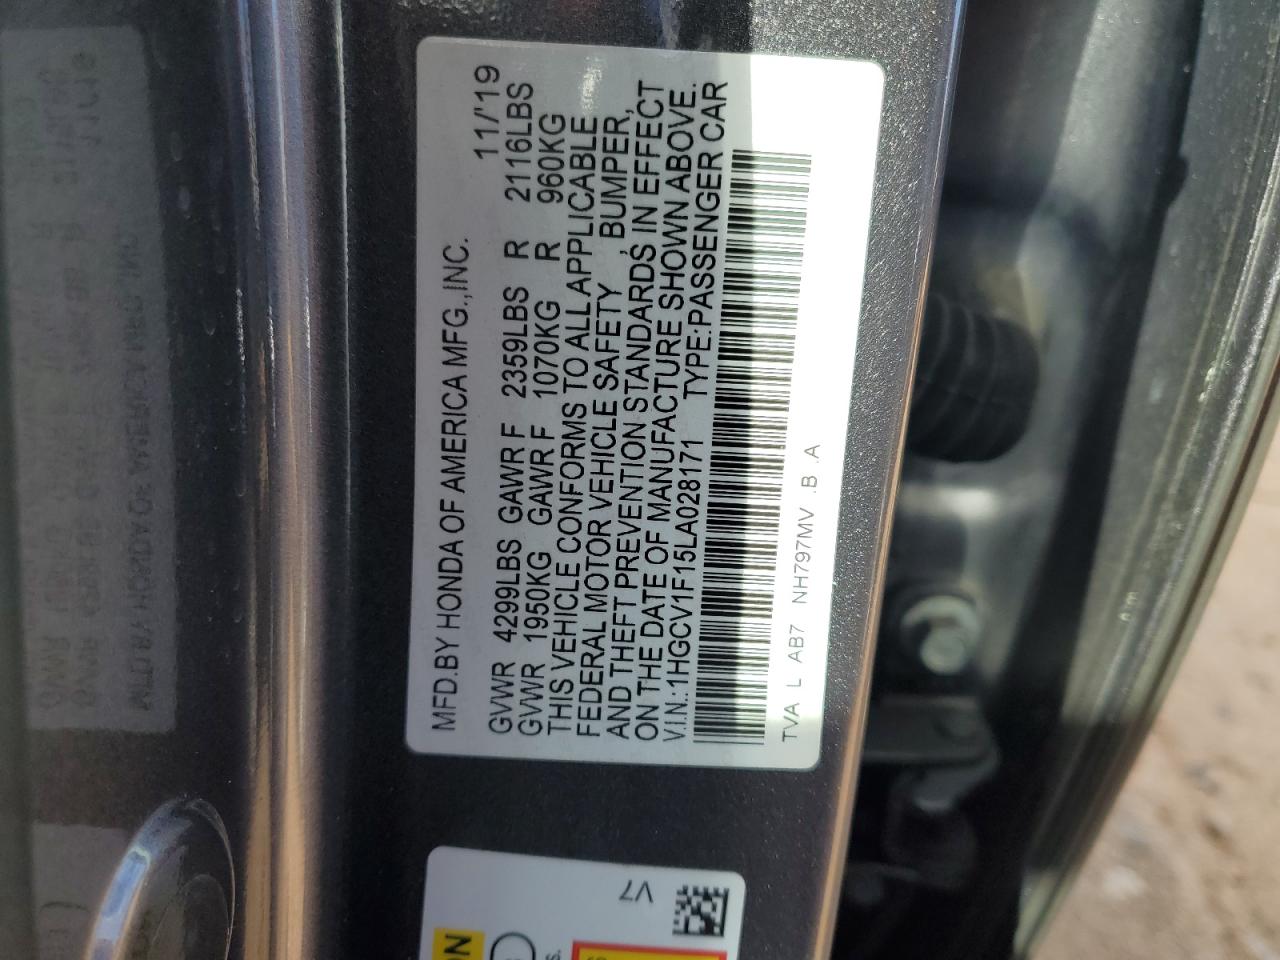 MFD.BY HONDA OF AMERICA MFG.,INC. 11/'19
GVWR 4299LBS GAWR F 2359LBS R 2116LBS
GVWR 1950KG GAWR F 1070KG R 960KG
THIS VEHICLE CONFORMS TO ALL APPLICABLE
FEDERAL MOTOR VEHICLE SAFETY, BUMPER,
AND THEFT PREVENTION STANDARDS IN EFFECT
ON THE DATE OF MANUFACTURE SHOWN ABOVE.
V.I.N.:1HGCV1F15LA028171 TYPE:PASSENGER CAR
TVA L AB7 NH797MV .B .A
V7